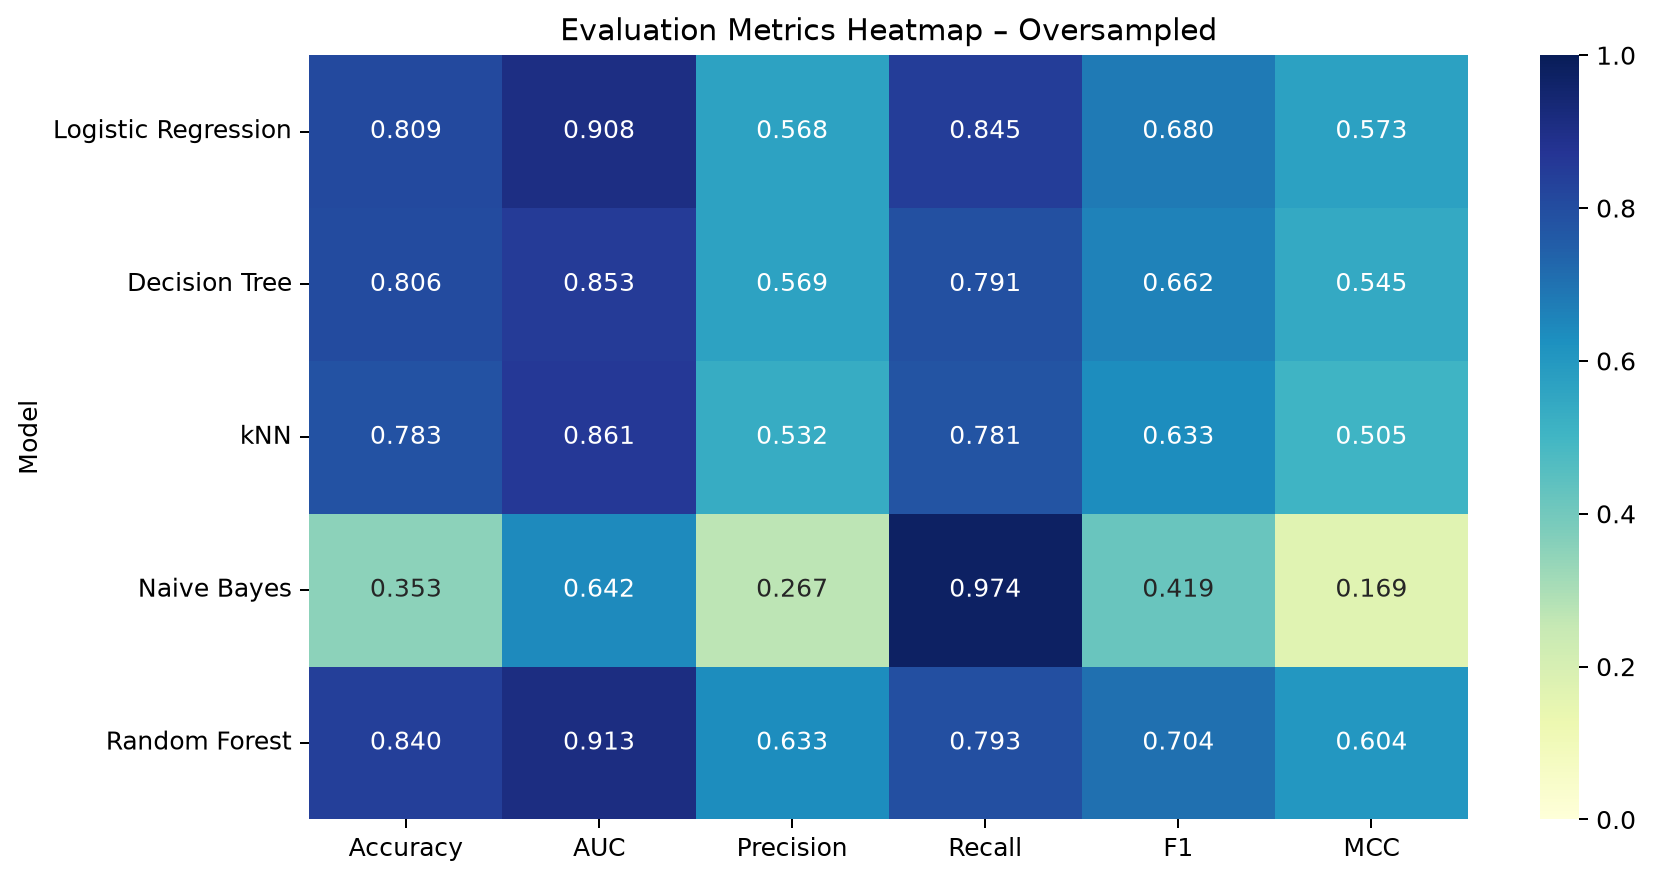 Evaluation Metrics Heatmap – Oversampled
Model
Logistic Regression 0.809 0.908 0.568 0.845 0.680 0.573
Decision Tree 0.806 0.853 0.569 0.791 0.662 0.545
kNN 0.783 0.861 0.532 0.781 0.633 0.505
Naive Bayes 0.353 0.642 0.267 0.974 0.419 0.169
Random Forest 0.840 0.913 0.633 0.793 0.704 0.604
Accuracy AUC Precision Recall F1 MCC
1.0
0.8
0.6
0.4
0.2
0.0